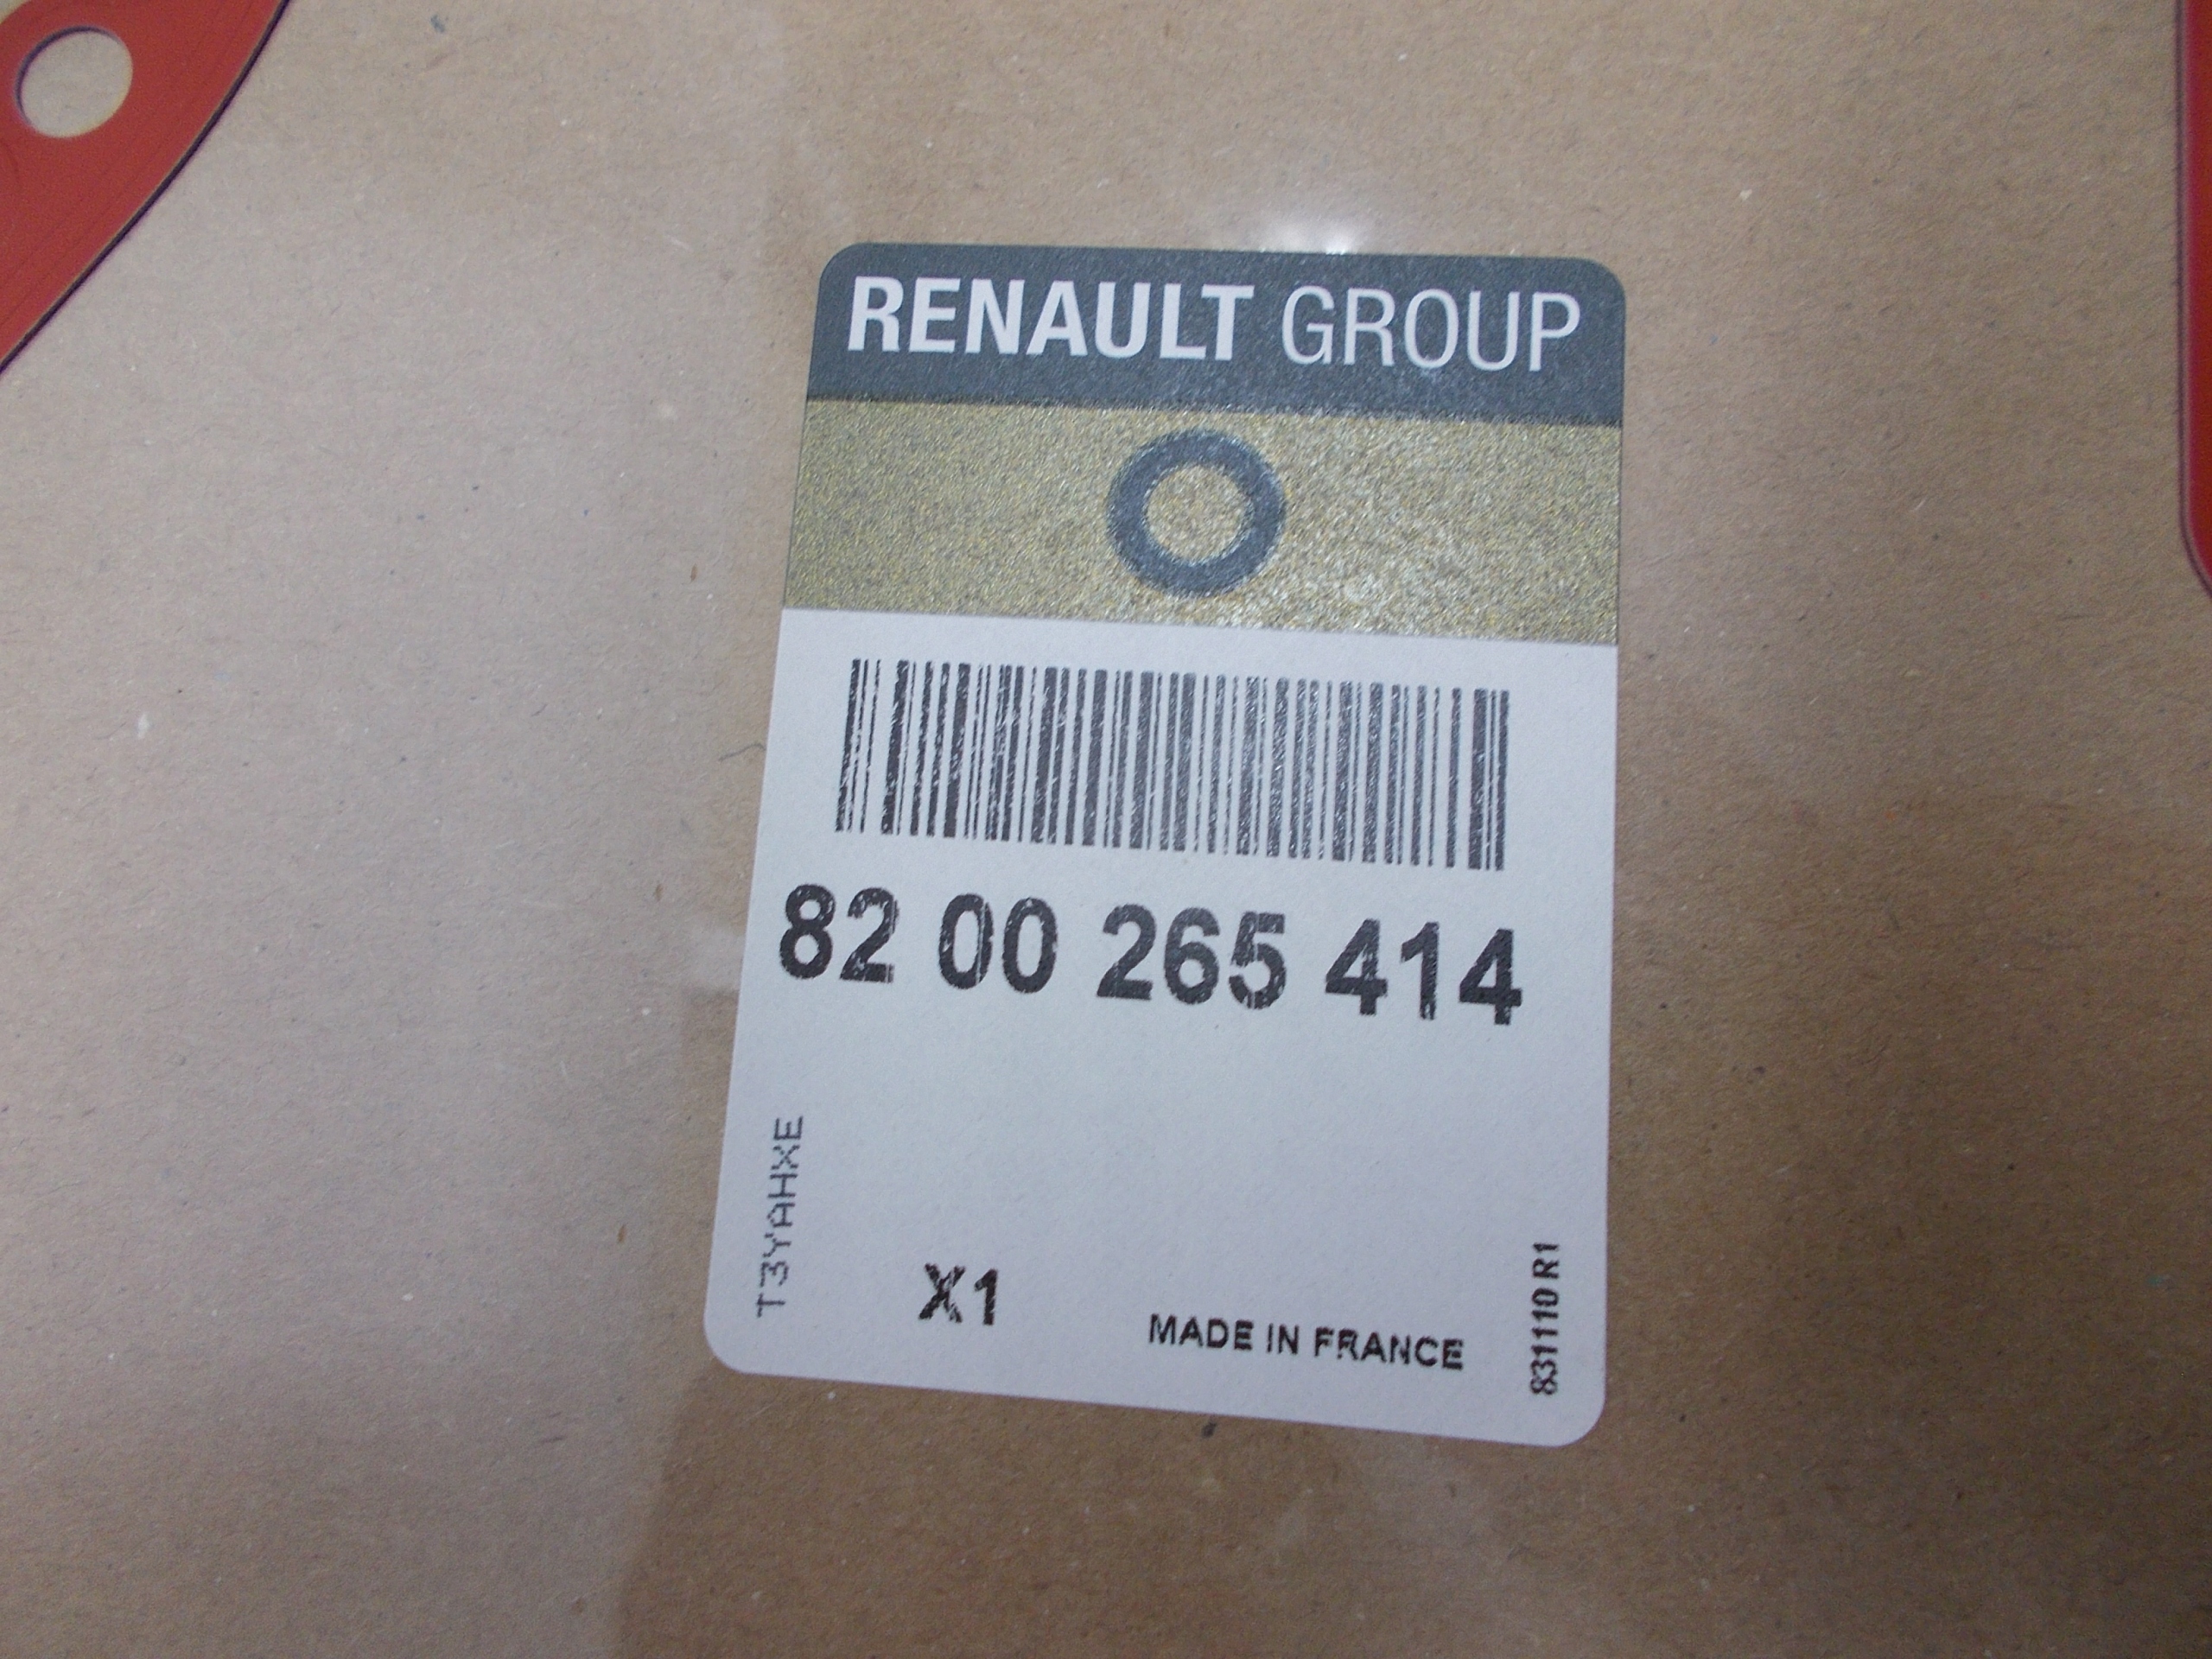 RENAULT GROUP
82 00 265 414
T3YAHXE
X1
MADE IN FRANCE
831110 R1